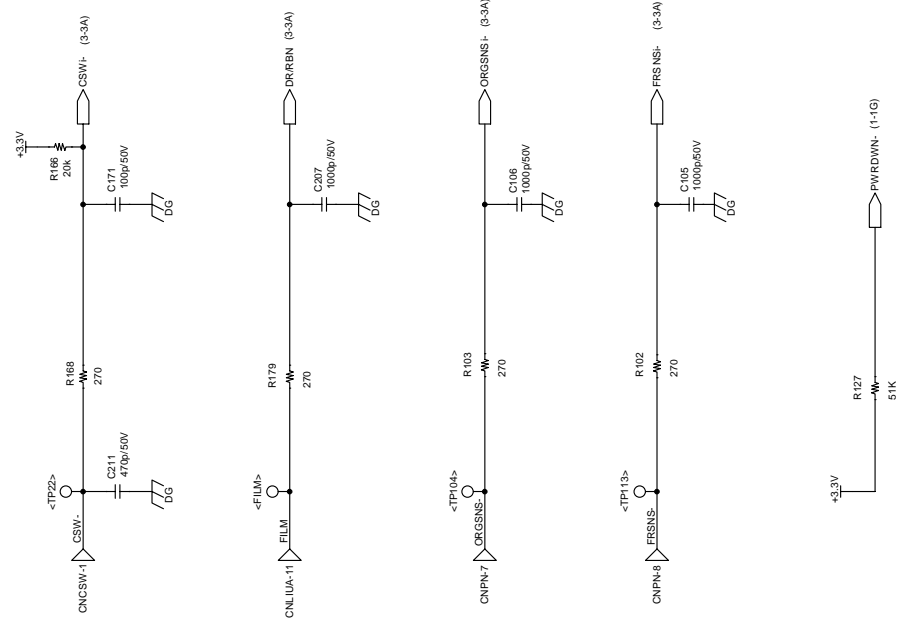 CSWi- (3-3A)
+3.3V
R166
20k
C171
100p/50V
DG
R168
270
<TP22>
C211
470p/50V
DG
CSW-
CNCSW-1
DR/RBN (3-3A)
C207
1000p/50V
DG
R179
270
<FILM>
FILM
CNLIUA-11
ORGSNSi- (3-3A)
C106
1000p/50V
DG
R103
270
<TP104>
ORGSNS-
CNPN-7
FRSNSi- (3-3A)
C105
1000p/50V
DG
R102
270
<TP113>
FRSNS-
CNPN-8
PWRDWN- (1-1G)
R127
51K
+3.3V